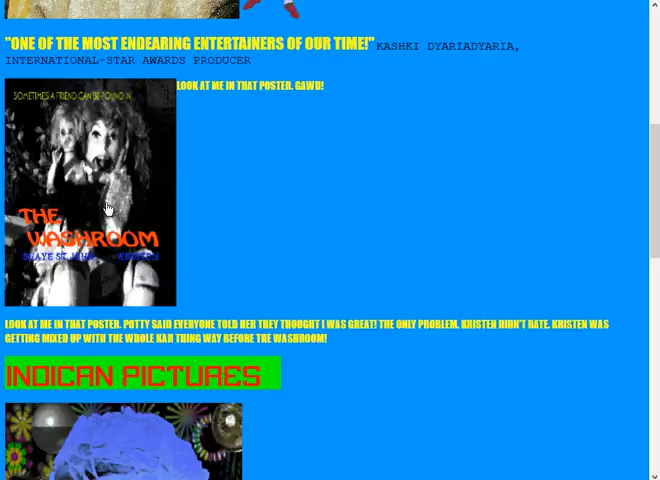 "ONE OF THE MOST ENDEARING ENTERTAINERS OF OUR TIME!" KASHKI DYARIADYARIA,
INTERNATIONAL-STAR AWARDS PRODUCER
LOOK AT ME IN THAT POSTER. GAWD!
SOMETIMES A FRIEND CAN BE FOUND IN
THE
WASHROOM
SHAYE ST. JOHN KRISTEN
LOOK AT ME IN THAT POSTER. POTTY SAID EVERYONE TOLD HER THEY THOUGHT I WAS GREAT! THE ONLY PROBLEM, KRISTEN DIDN'T RATE. KRISTEN WAS
GETTING MIXED UP WITH THE WHOLE KAH THING WAY BEFORE THE WASHROOM!
INDICAN PICTURES